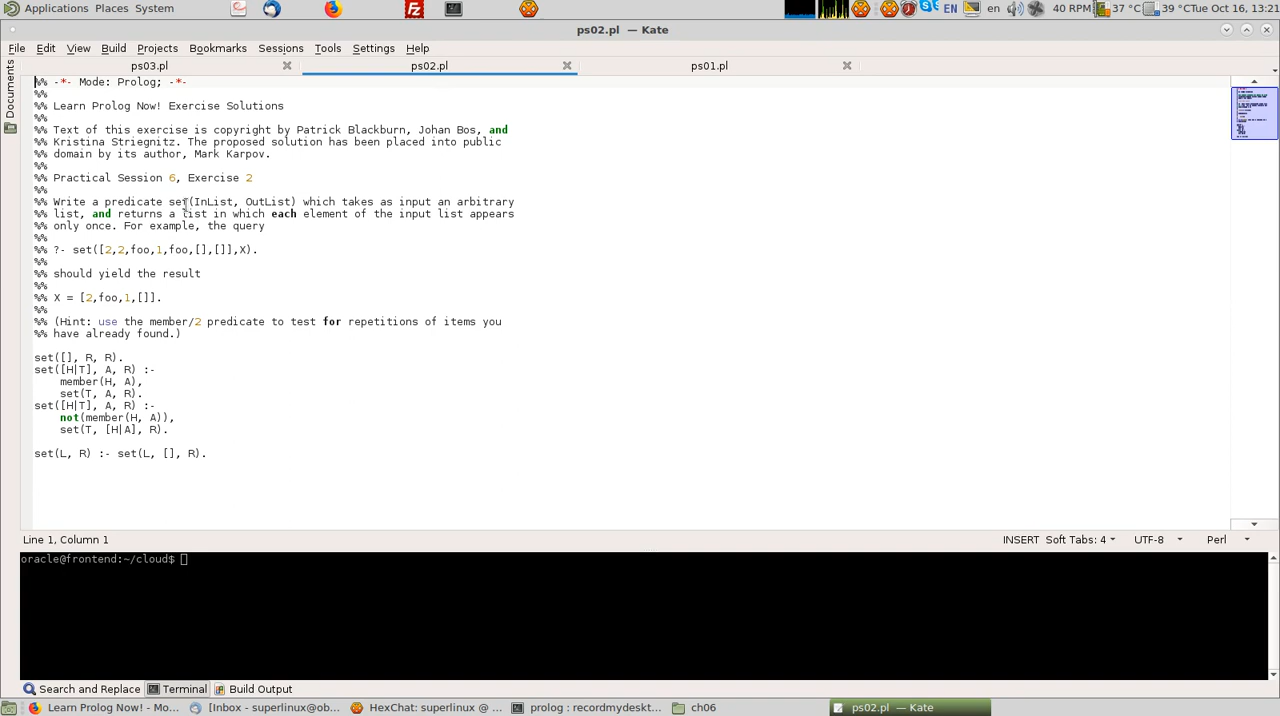 Applications Places System en EN 40 RPM 37 °C 39 °C Tue Oct 16, 13:21
ps02.pl — Kate
File Edit View Build Projects Bookmarks Sessions Tools Settings Help
Documents
ps03.pl ps02.pl ps01.pl
%% -*- Mode: Prolog; -*-
%%
%% Learn Prolog Now! Exercise Solutions
%%
%% Text of this exercise is copyright by Patrick Blackburn, Johan Bos, and
%% Kristina Striegnitz. The proposed solution has been placed into public
%% domain by its author, Mark Karpov.
%%
%% Practical Session 6, Exercise 2
%%
%% Write a predicate set(InList, OutList) which takes as input an arbitrary
%% list, and returns a list in which each element of the input list appears
%% only once. For example, the query
%%
%% ?- set([2,2,foo,1,foo,[],[]],X).
%%
%% should yield the result
%%
%% X = [2,foo,1,[]].
%%
%% (Hint: use the member/2 predicate to test for repetitions of items you
%% have already found.)
set([], R, R).
set([H|T], A, R) :-
member(H, A),
set(T, A, R).
set([H|T], A, R) :-
not(member(H, A)),
set(T, [H|A], R).
set(L, R) :- set(L, [], R).
Line 1, Column 1 INSERT Soft Tabs: 4 UTF-8 Perl
oracle@frontend:~/cloud$
Search and Replace Terminal Build Output
Learn Prolog Now! - Mo... [Inbox - superlinux@ob... HexChat: superlinux @ ... prolog : recordmydeskt... ch06 ps02.pl — Kate